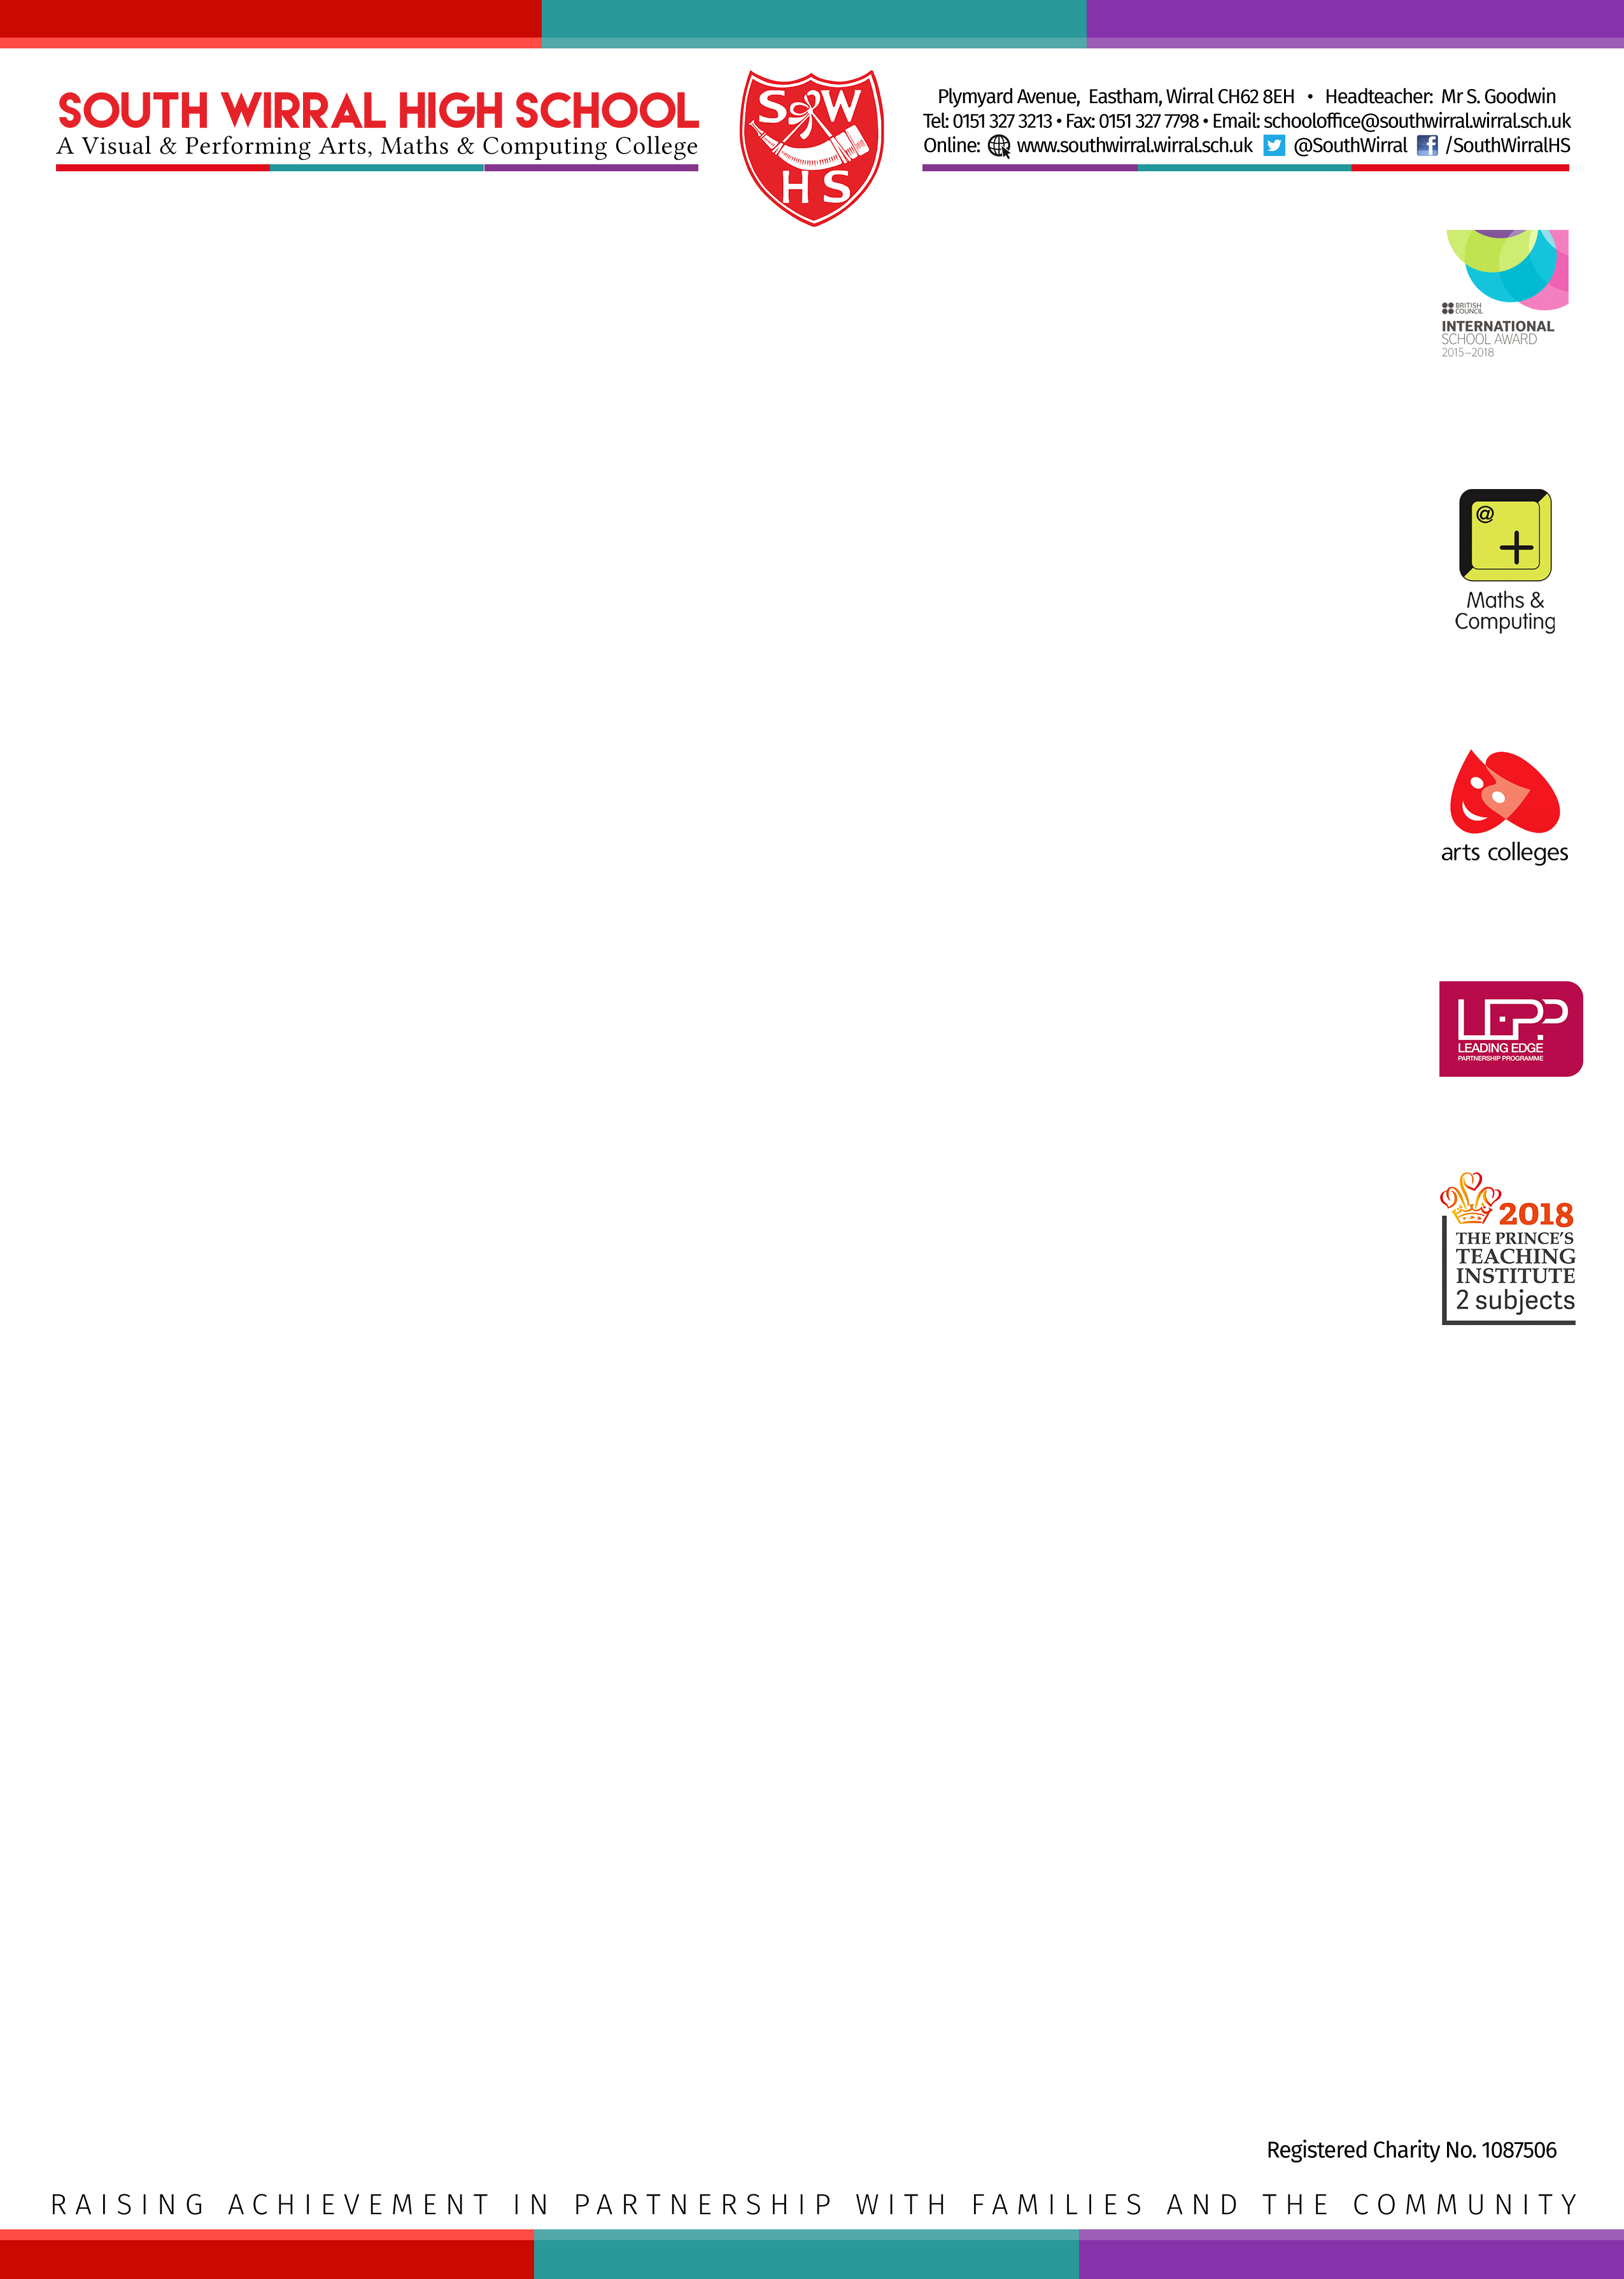 SOUTH WIRRAL HIGH SCHOOL
A Visual & Performing Arts, Maths & Computing College
S W
H S
Plymyard Avenue, Eastham, Wirral CH62 8EH • Headteacher: Mr S. Goodwin
Tel: 0151 327 3213 • Fax: 0151 327 7798 • Email: schooloffice@southwirral.wirral.sch.uk
Online: www.southwirral.wirral.sch.uk @SouthWirral /SouthWirralHS
BRITISH
COUNCIL
INTERNATIONAL
SCHOOL AWARD
2015–2018
@
+
Maths &
Computing
arts colleges
LEPP
LEADING EDGE
PARTNERSHIP PROGRAMME
2018
THE PRINCE'S
TEACHING
INSTITUTE
2 subjects
Registered Charity No. 1087506
RAISING ACHIEVEMENT IN PARTNERSHIP WITH FAMILIES AND THE COMMUNITY